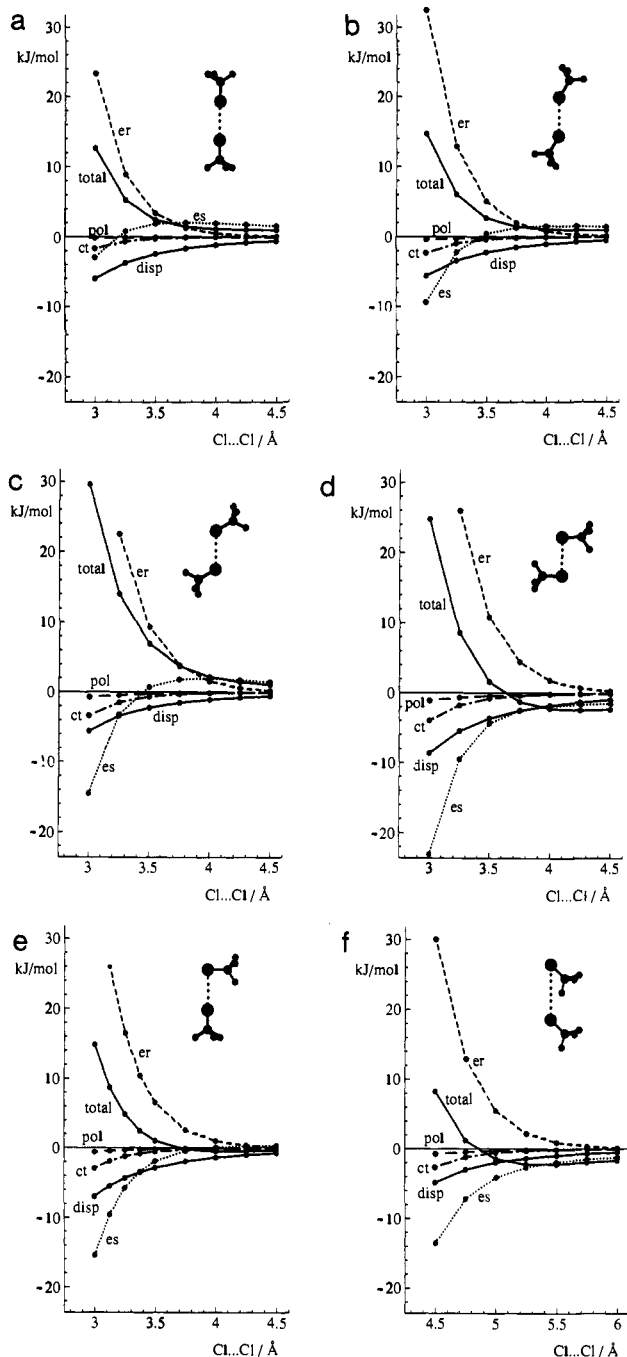 a
kJ/mol
30
20
10
0
-10
-20
er
total
es
pol
ct
disp
3 3.5 4 4.5
Cl...Cl / Å
b
kJ/mol
30
20
10
0
-10
-20
er
total
disp
es
3 3.5 4 4.5
Cl...Cl / Å
c
kJ/mol
30
20
10
0
-10
-20
er
total
pol
ct
disp
es
3 3.5 4 4.5
Cl...Cl / Å
d
kJ/mol
30
20
10
0
-10
-20
er
total
pol
ct
disp
es
3 3.5 4 4.5
Cl...Cl / Å
e
kJ/mol
30
20
10
0
-10
-20
er
total
pol
ct
disp
es
3 3.5 4 4.5
Cl...Cl / Å
f
kJ/mol
30
20
10
0
-10
-20
er
total
pol
ct
disp
es
4.5 5 5.5 6
Cl...Cl / Å